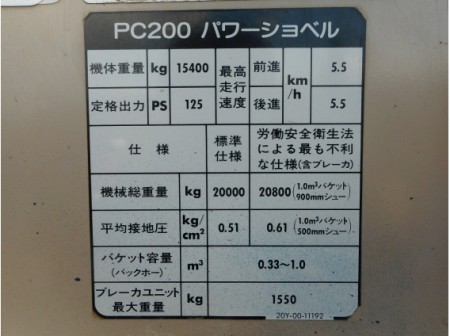 PC200 パワーショベル
機体重量 kg 15400 最高走行速度 前進 km/h 5.5
定格出力 PS 125 後進 5.5
仕様 標準仕様 労働安全衛生法による最も不利な仕様(含ブレーカ)
機械総重量 kg 20000 20800 (1.0m³バケット 900mmシュー)
平均接地圧 kg/cm² 0.51 0.61 (1.0m³バケット 500mmシュー)
バケット容量(バックホー) m³ 0.33〜1.0
ブレーカユニット最大重量 kg 1550
20Y-00-11192